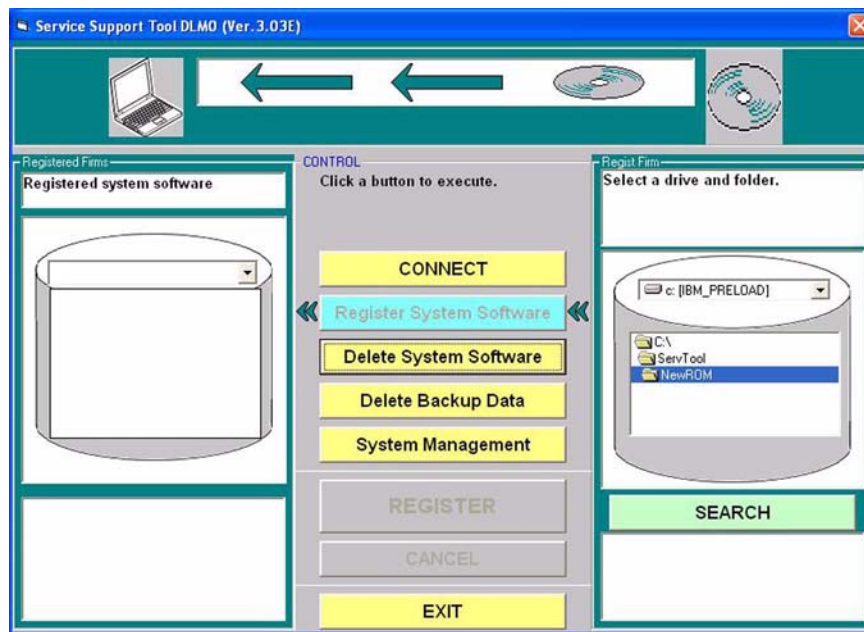 Service Support Tool DLM0 (Ver.3.03E)
Registered Firms
Registered system software
CONTROL
Click a button to execute.
CONNECT
Register System Software
Delete System Software
Delete Backup Data
System Management
REGISTER
CANCEL
EXIT
Regist Firm
Select a drive and folder.
c: [IBM_PRELOAD]
C:\
ServTool
NewROM
SEARCH